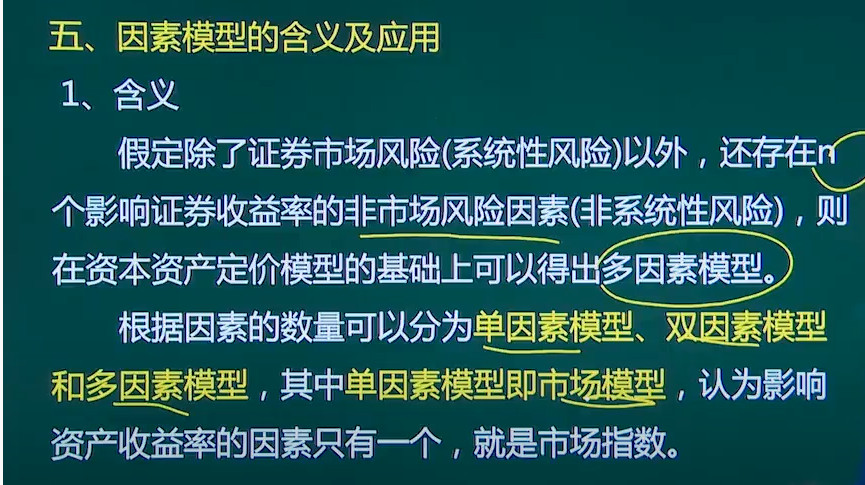 五、因素模型的含义及应用
1、含义
假定除了证券市场风险(系统性风险)以外，还存在n
个影响证券收益率的非市场风险因素(非系统性风险)，则
在资本资产定价模型的基础上可以得出多因素模型。
根据因素的数量可以分为单因素模型、双因素模型
和多因素模型，其中单因素模型即市场模型，认为影响
资产收益率的因素只有一个，就是市场指数。